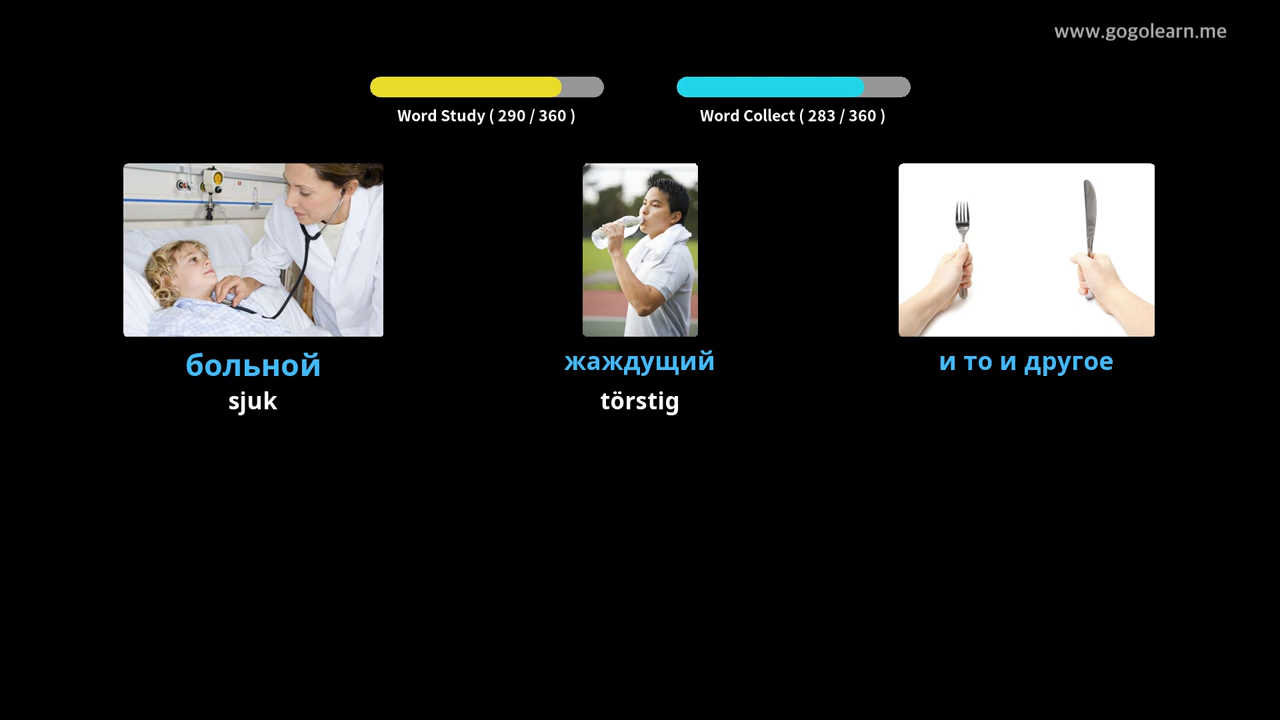 www.gogolearn.me
Word Study ( 290 / 360 )
Word Collect ( 283 / 360 )
больной
жаждущий
и то и другое
sjuk
törstig